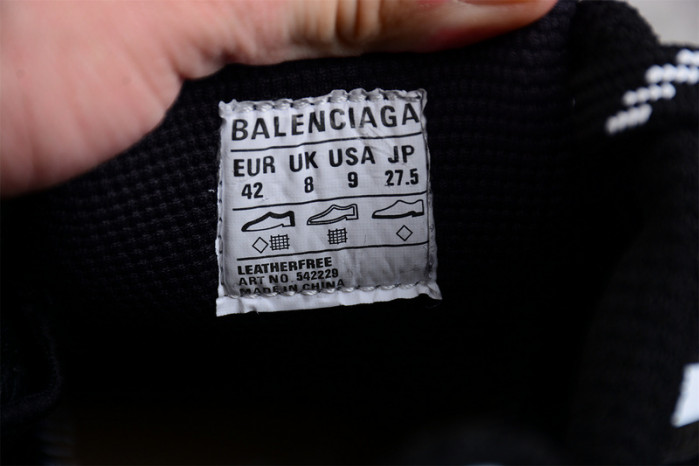 BALENCIAGA
EUR UK USA JP
42 8 9 27.5
LEATHERFREE
ART NO. 542229
MADE IN CHINA